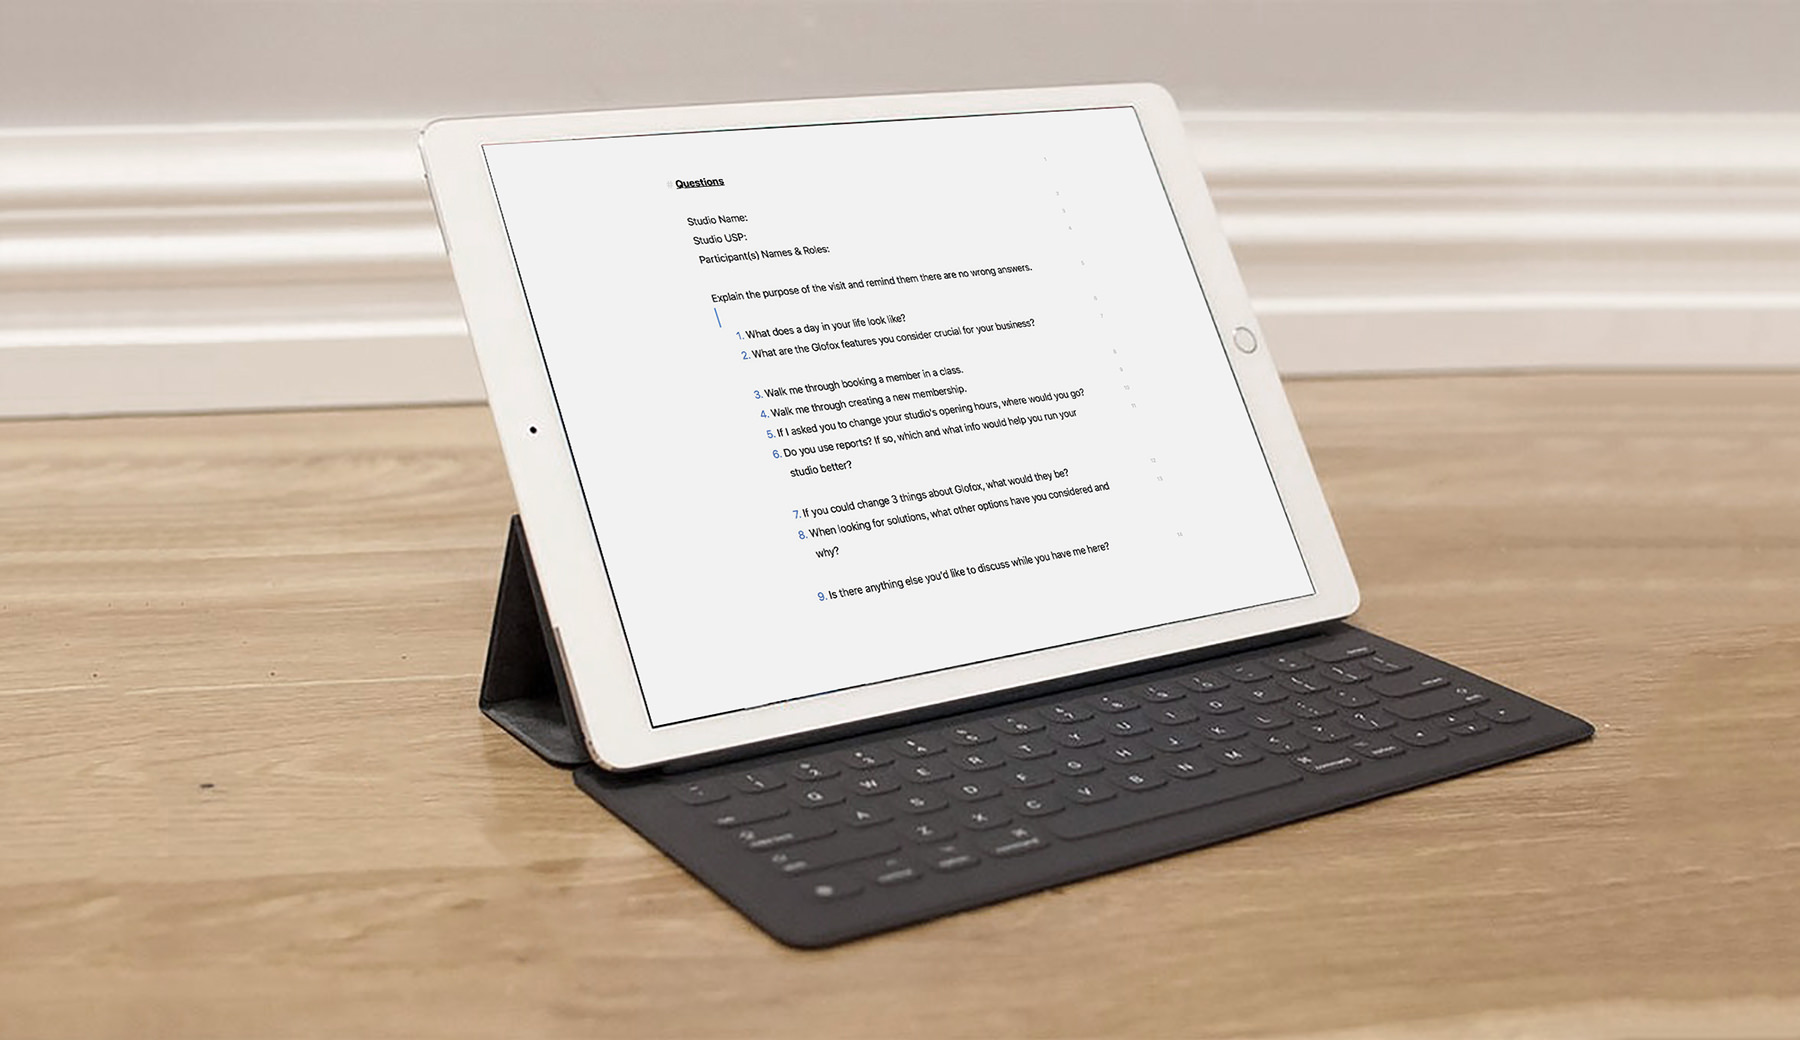 # Questions
Studio Name:
Studio USP:
Participant(s) Names & Roles:
Explain the purpose of the visit and remind them there are no wrong answers.
1. What does a day in your life look like?
2. What are the Glofox features you consider crucial for your business?
3. Walk me through booking a member in a class.
4. Walk me through creating a new membership.
5. If I asked you to change your studio's opening hours, where would you go?
6. Do you use reports? If so, which and what info would help you run your
studio better?
7. If you could change 3 things about Glofox, what would they be?
8. When looking for solutions, what other options have you considered and
why?
9. Is there anything else you'd like to discuss while you have me here?
Q W E R T Y U I O P
A S D F G H J K L
Z X C V B N M
command
command